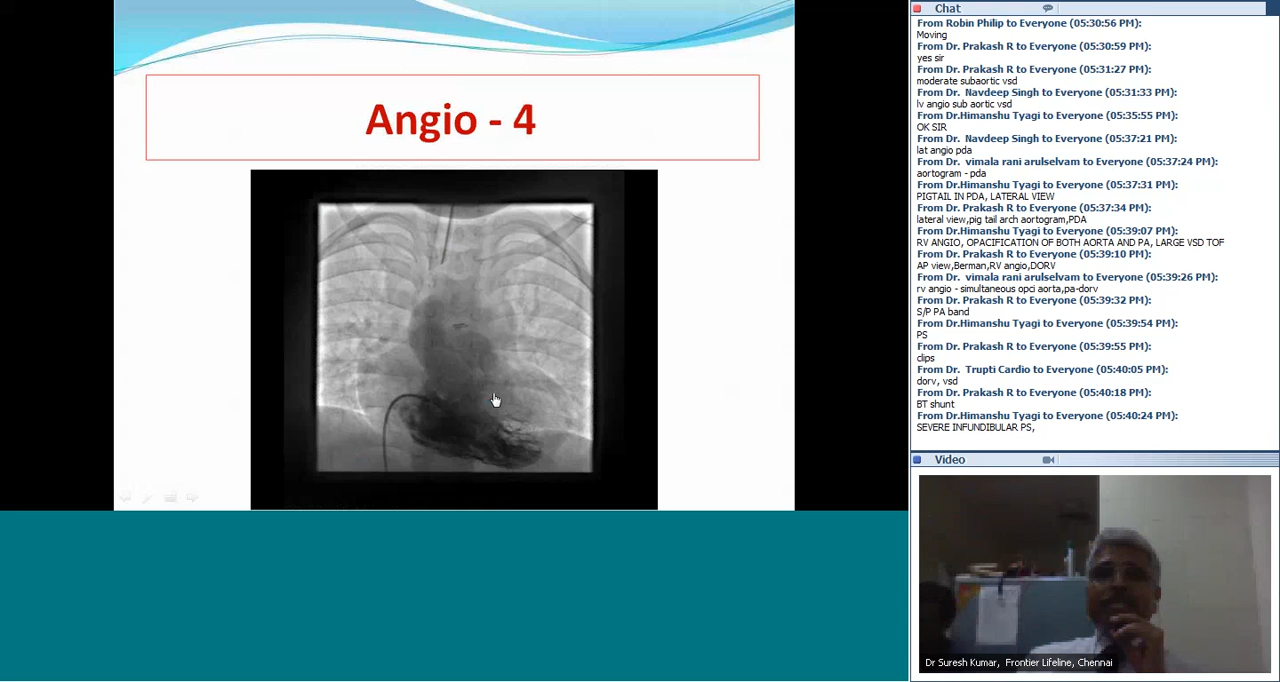 Angio - 4
Chat
From Robin Philip to Everyone (05:30:56 PM):
Moving
From Dr. Prakash R to Everyone (05:30:59 PM):
yes sir
From Dr. Prakash R to Everyone (05:31:27 PM):
moderate subaortic vsd
From Dr.  Navdeep Singh to Everyone (05:31:33 PM):
lv angio sub aortic vsd
From Dr.Himanshu Tyagi to Everyone (05:35:55 PM):
OK SIR
From Dr.  Navdeep Singh to Everyone (05:37:21 PM):
lat angio pda
From Dr.  vimala rani arulselvam to Everyone (05:37:24 PM):
aortogram - pda
From Dr.Himanshu Tyagi to Everyone (05:37:31 PM):
PIGTAIL IN PDA, LATERAL VIEW
From Dr. Prakash R to Everyone (05:37:34 PM):
lateral view,pig tail arch aortogram,PDA
From Dr.Himanshu Tyagi to Everyone (05:39:07 PM):
RV ANGIO, OPACIFICATION OF BOTH AORTA AND PA, LARGE VSD TOF
From Dr. Prakash R to Everyone (05:39:10 PM):
AP view,Berman,RV angio,DORV
From Dr.  vimala rani arulselvam to Everyone (05:39:26 PM):
rv angio - simultaneous opci aorta,pa-dorv
From Dr. Prakash R to Everyone (05:39:32 PM):
S/P PA band
From Dr.Himanshu Tyagi to Everyone (05:39:54 PM):
PS
From Dr. Prakash R to Everyone (05:39:55 PM):
clips
From Dr.  Trupti Cardio to Everyone (05:40:05 PM):
dorv, vsd
From Dr. Prakash R to Everyone (05:40:18 PM):
BT shunt
From Dr.Himanshu Tyagi to Everyone (05:40:24 PM):
SEVERE INFUNDIBULAR PS,
Video
Dr Suresh Kumar,  Frontier Lifeline, Chennai